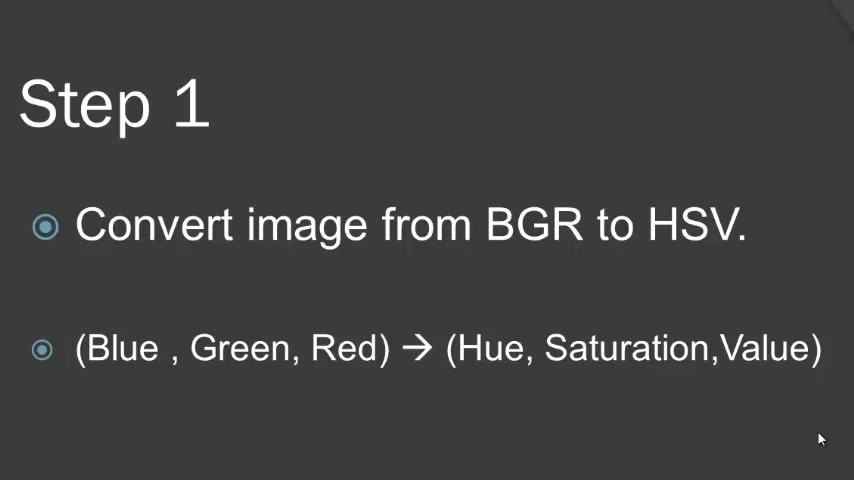 Step 1
Convert image from BGR to HSV.
(Blue , Green, Red) → (Hue, Saturation,Value)